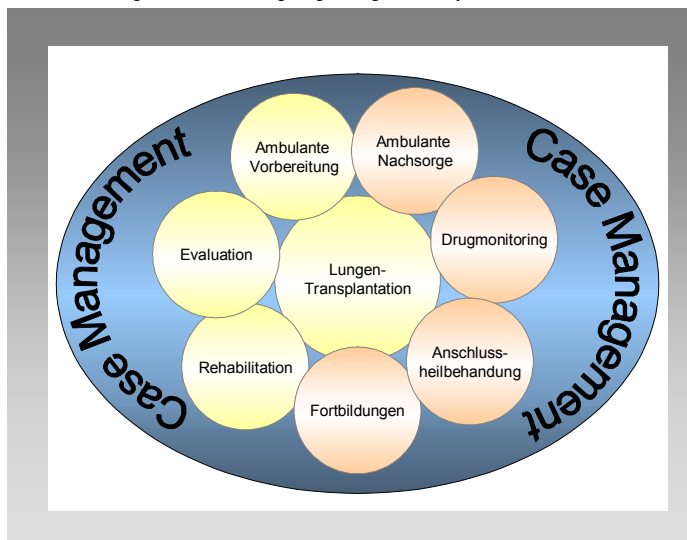 Case Management
Case Management
Ambulante
Vorbereitung
Ambulante
Nachsorge
Evaluation
Drugmonitoring
Lungen-
Transplantation
Rehabilitation
Anschluss-
heilbehandung
Fortbildungen